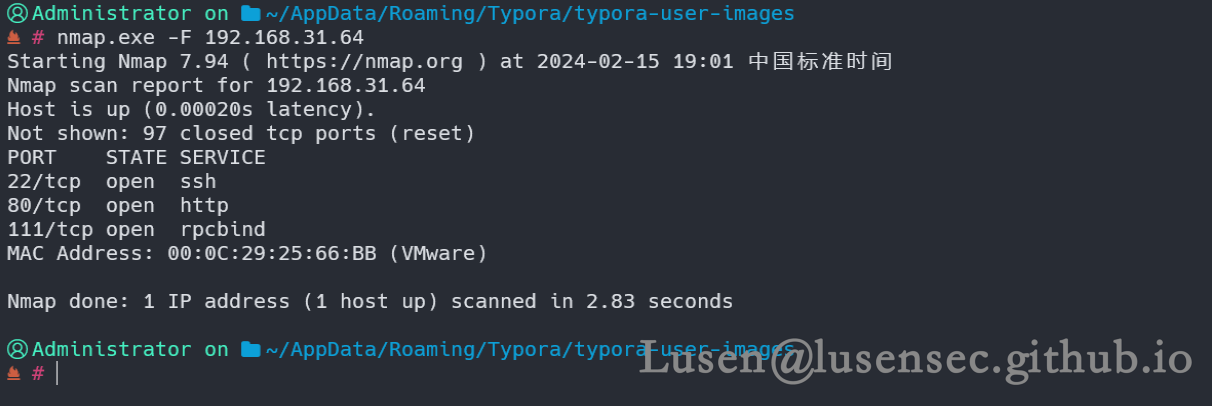 Administrator on ~/AppData/Roaming/Typora/typora-user-images
# nmap.exe -F 192.168.31.64
Starting Nmap 7.94 ( https://nmap.org ) at 2024-02-15 19:01 中国标准时间
Nmap scan report for 192.168.31.64
Host is up (0.00020s latency).
Not shown: 97 closed tcp ports (reset)
PORT    STATE SERVICE
22/tcp  open  ssh
80/tcp  open  http
111/tcp open  rpcbind
MAC Address: 00:0C:29:25:66:BB (VMware)
Nmap done: 1 IP address (1 host up) scanned in 2.83 seconds
Administrator on ~/AppData/Roaming/Typora/typora-user-images
#
Lusen@lusensec.github.io